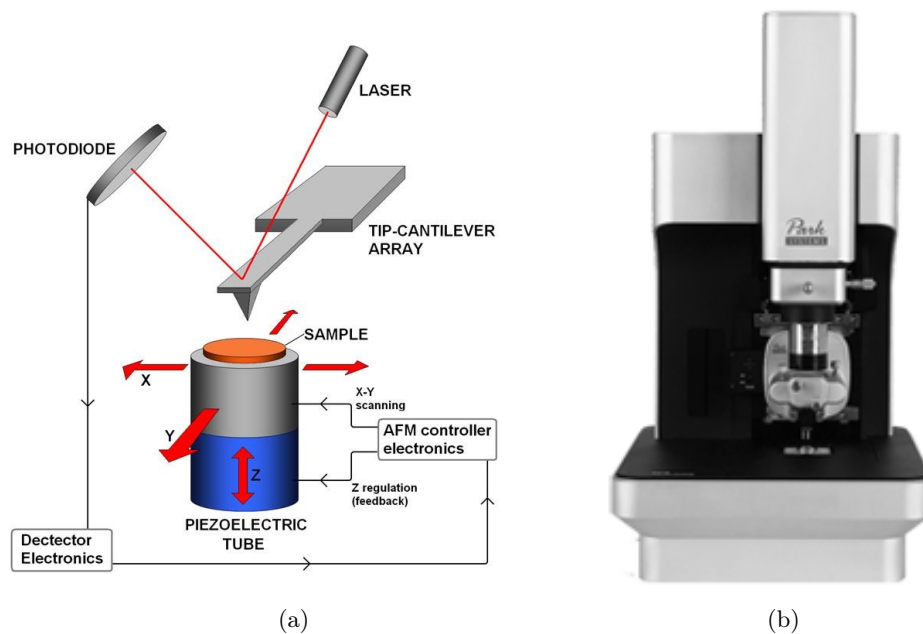 LASER
PHOTODIODE
TIP-CANTILEVER
ARRAY
SAMPLE
X
X-Y
scanning
Y
AFM controller
electronics
Z
Z regulation
(feedback)
PIEZOELECTRIC
TUBE
Dectector
Electronics
Park
SYSTEMS
(a)
(b)